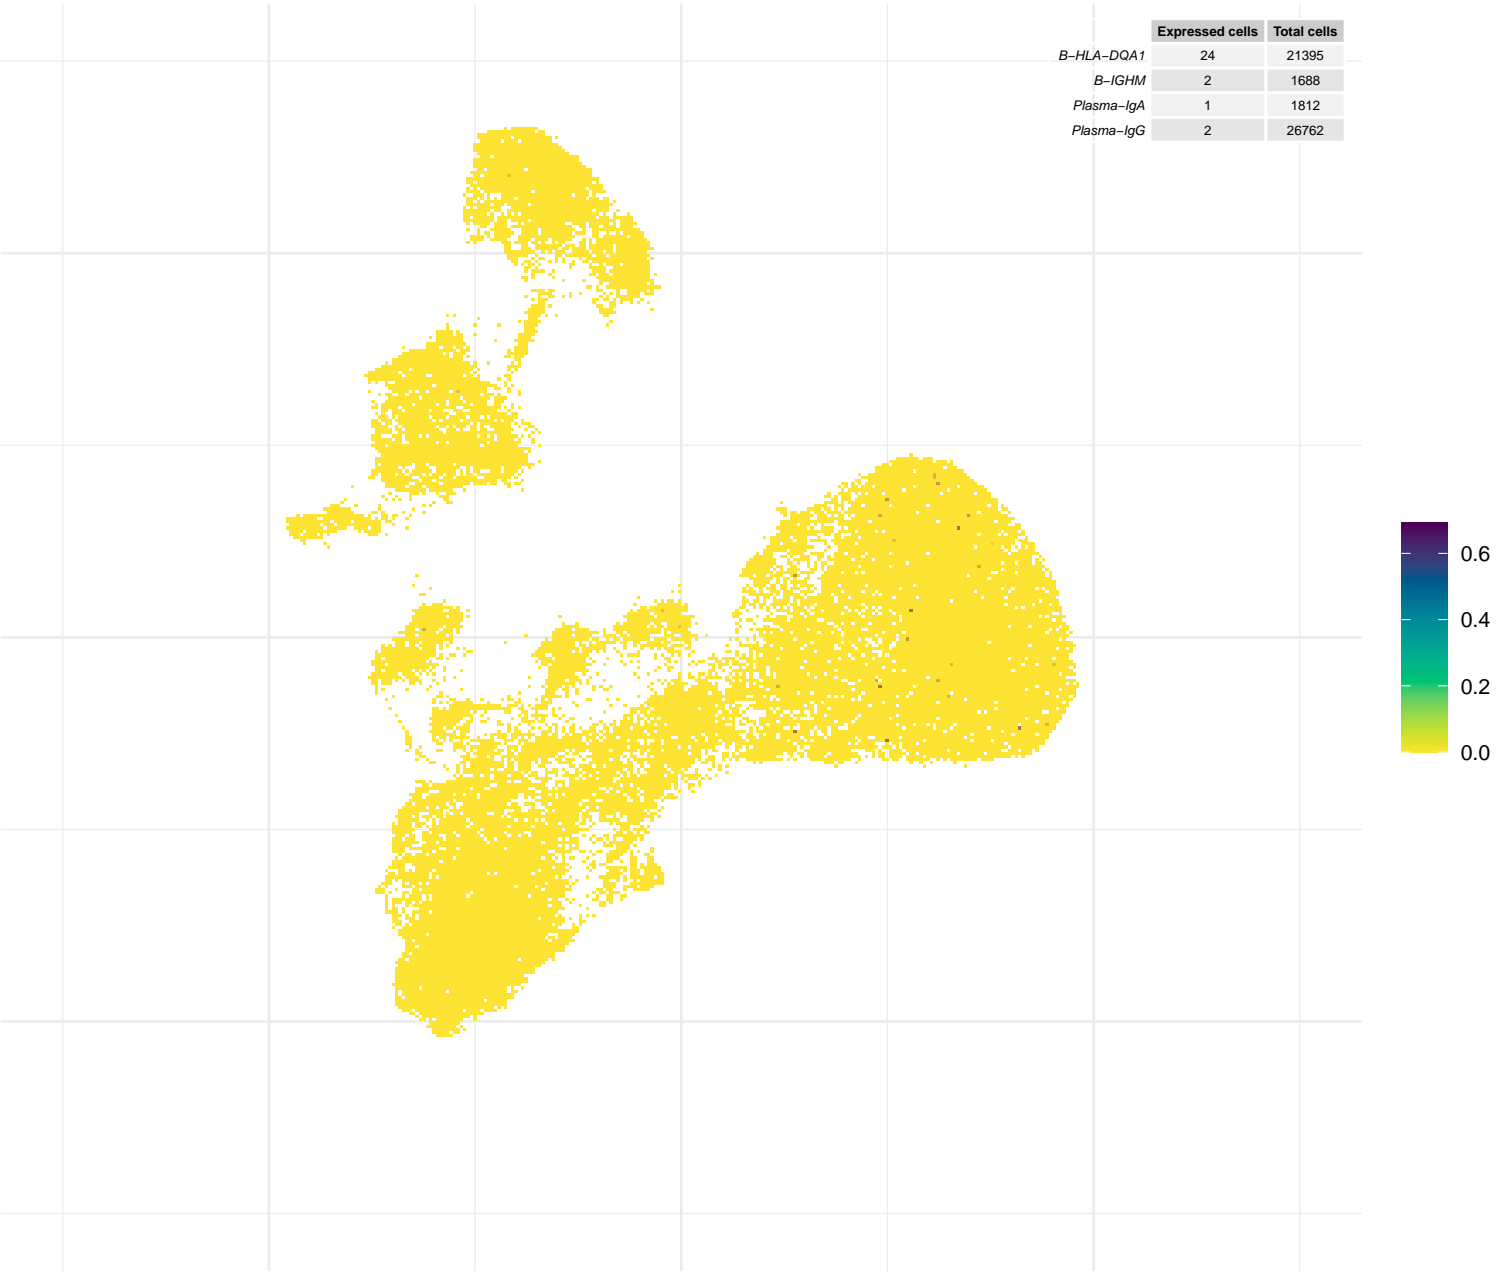 Expressed cells Total cells
B−HLA−DQA1 24 21395
B−IGHM 2 1688
Plasma−IgA 1 1812
Plasma−IgG 2 26762
0.6
0.4
0.2
0.0